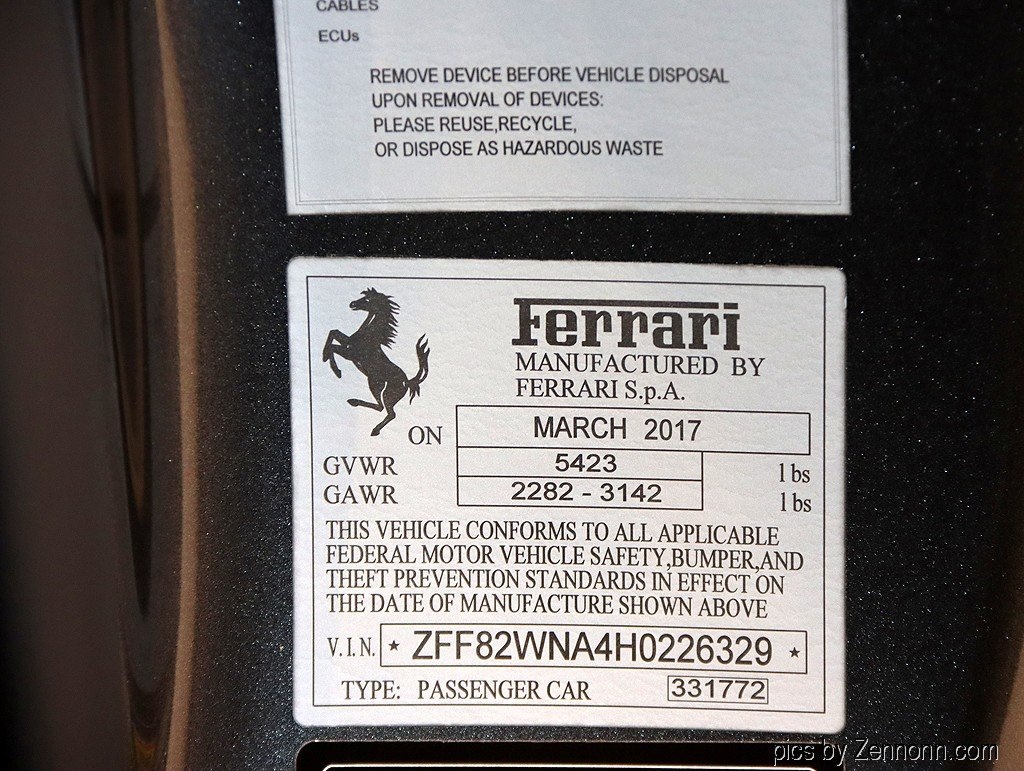 CABLES
ECUs
REMOVE DEVICE BEFORE VEHICLE DISPOSAL
UPON REMOVAL OF DEVICES:
PLEASE REUSE,RECYCLE,
OR DISPOSE AS HAZARDOUS WASTE
Ferrari
MANUFACTURED BY
FERRARI S.p.A.
ON MARCH 2017
GVWR 5423 lbs
GAWR 2282 - 3142 lbs
THIS VEHICLE CONFORMS TO ALL APPLICABLE
FEDERAL MOTOR VEHICLE SAFETY,BUMPER,AND
THEFT PREVENTION STANDARDS IN EFFECT ON
THE DATE OF MANUFACTURE SHOWN ABOVE
V.I.N. ★ ZFF82WNA4H0226329 ★
TYPE: PASSENGER CAR 331772
pics by Zennonn.com